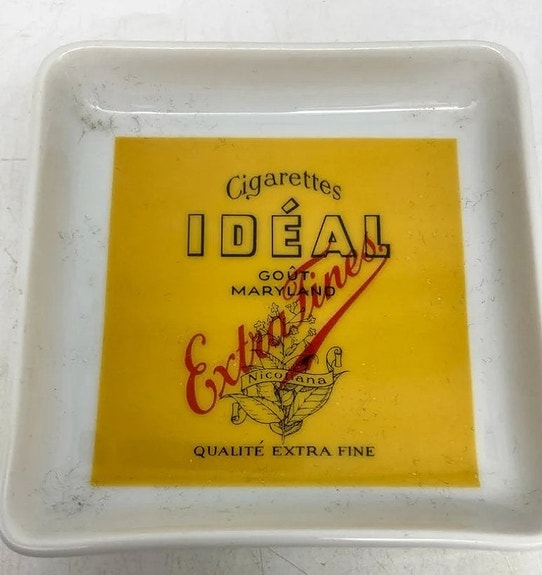 Cigarettes
IDÉAL
GOÛT
MARYLAND
Extra Fines
Nicotiana
QUALITÉ EXTRA FINE